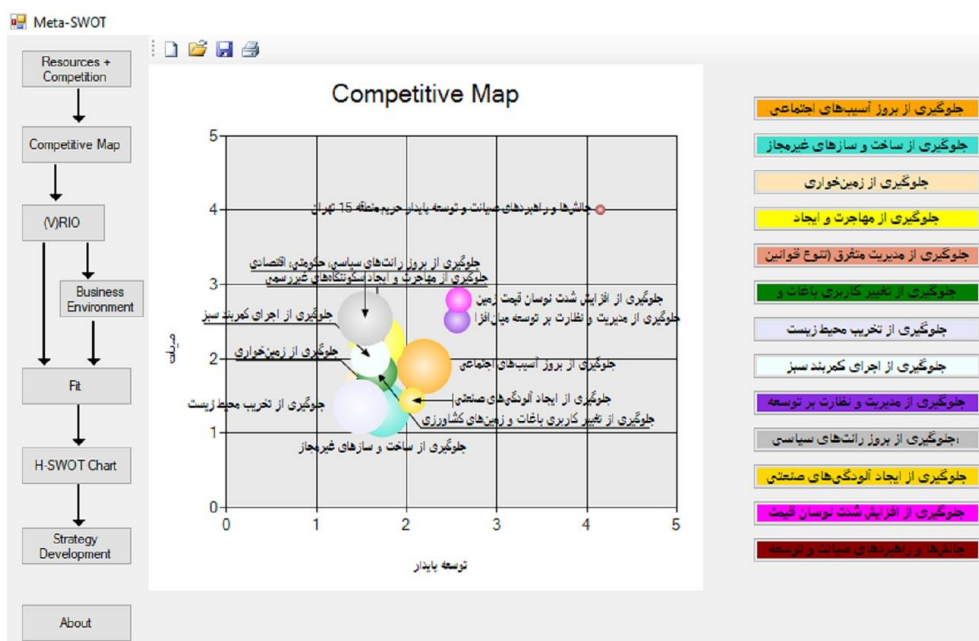 Meta-SWOT
Resources +
Competition
Competitive Map
(V)RIO
Business
Environment
Fit
H-SWOT Chart
Strategy
Development
About
Competitive Map
5
4
3
2
1
0
0
1
2
3
4
5
صیانت
توسعه پایدار
چالش‌ها و راهبردهای صیانت و توسعه پایدار حریم منطقه 15 تهران
جلوگیری از بروز رانت‌های سیاسی، حکومتی، اقتصادی
جلوگیری از مهاجرت و ایجاد سکونتگاه‌های غیررسمی
جلوگیری از افزایش شدت نوسان قیمت زمین
جلوگیری از مدیریت و نظارت بر توسعه میان‌افزا
جلوگیری از اجرای کمربند سبز
جلوگیری از زمین‌خواری
جلوگیری از بروز آسیب‌های اجتماعی
جلوگیری از ایجاد آلودگی‌های صنعتی
جلوگیری از تخریب محیط زیست
جلوگیری از تغییر کاربری باغات و زمین‌های کشاورزی
جلوگیری از ساخت و سازهای غیرمجاز
جلوگیری از بروز آسیب‌های اجتماعی
جلوگیری از ساخت و سازهای غیرمجاز
جلوگیری از زمین‌خواری
جلوگیری از مهاجرت و ایجاد
جلوگیری از مدیریت متفرق (تنوع قوانین
جلوگیری از تغییر کاربری باغات و
جلوگیری از تخریب محیط زیست
جلوگیری از اجرای کمربند سبز
جلوگیری از مدیریت و نظارت بر توسعه
جلوگیری از بروز رانت‌های سیاسی:
جلوگیری از ایجاد آلودگی‌های صنعتی
جلوگیری از افزایش شدت نوسان قیمت
چالش‌ها و راهبردهای صیانت و توسعه